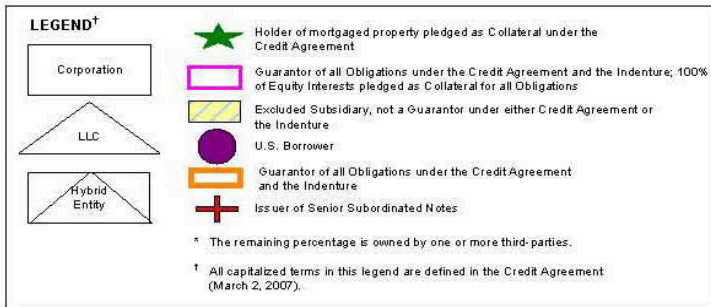 LEGEND†
Corporation
LLC
Hybrid
Entity
Holder of mortgaged property pledged as Collateral under the
Credit Agreement
Guarantor of all Obligations under the Credit Agreement and the Indenture; 100%
of Equity Interests pledged as Collateral for all Obligations
Excluded Subsidiary, not a Guarantor under either Credit Agreement or
the Indenture
U.S. Borrower
Guarantor of all Obligations under the Credit Agreement
and the Indenture
Issuer of Senior Subordinated Notes
* The remaining percentage is owned by one or more third-parties.
† All capitalized terms in this legend are defined in the Credit Agreement
(March 2, 2007).